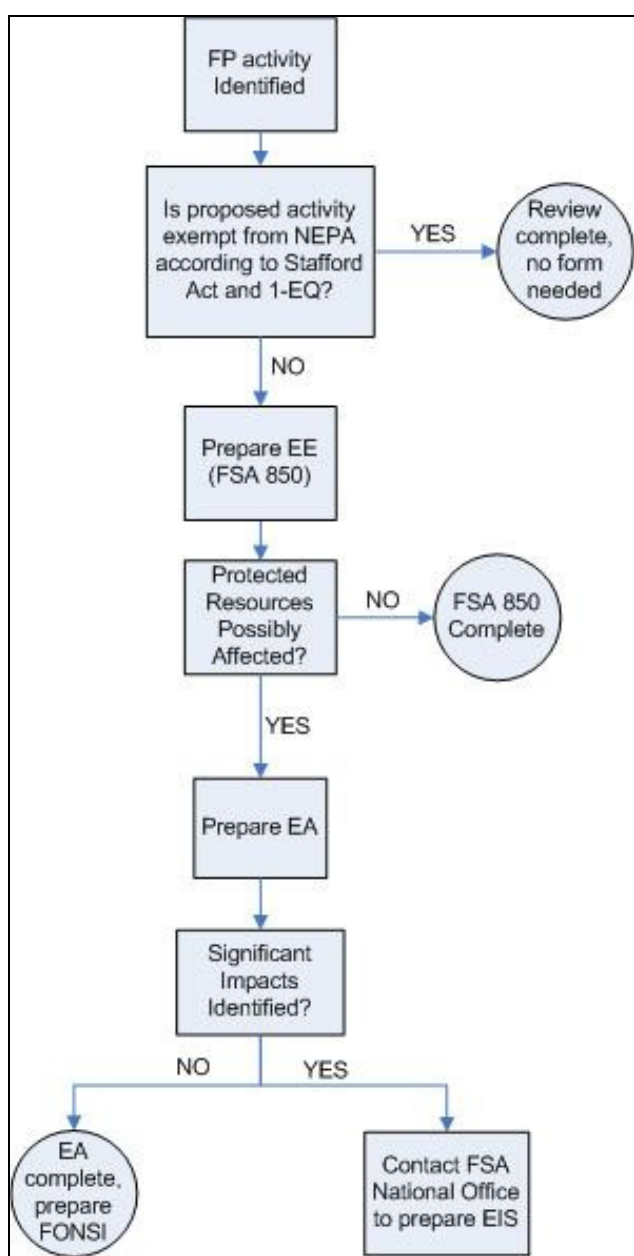 FP activity
Identified
Is proposed activity
exempt from NEPA
according to Stafford
Act and 1-EQ?
YES
Review
complete,
no form
needed
NO
Prepare EE
(FSA 850)
Protected
Resources
Possibly
Affected?
NO
FSA 850
Complete
YES
Prepare EA
Significant
Impacts
Identified?
NO
YES
EA
complete,
prepare
FONSI
Contact FSA
National Office
to prepare EIS